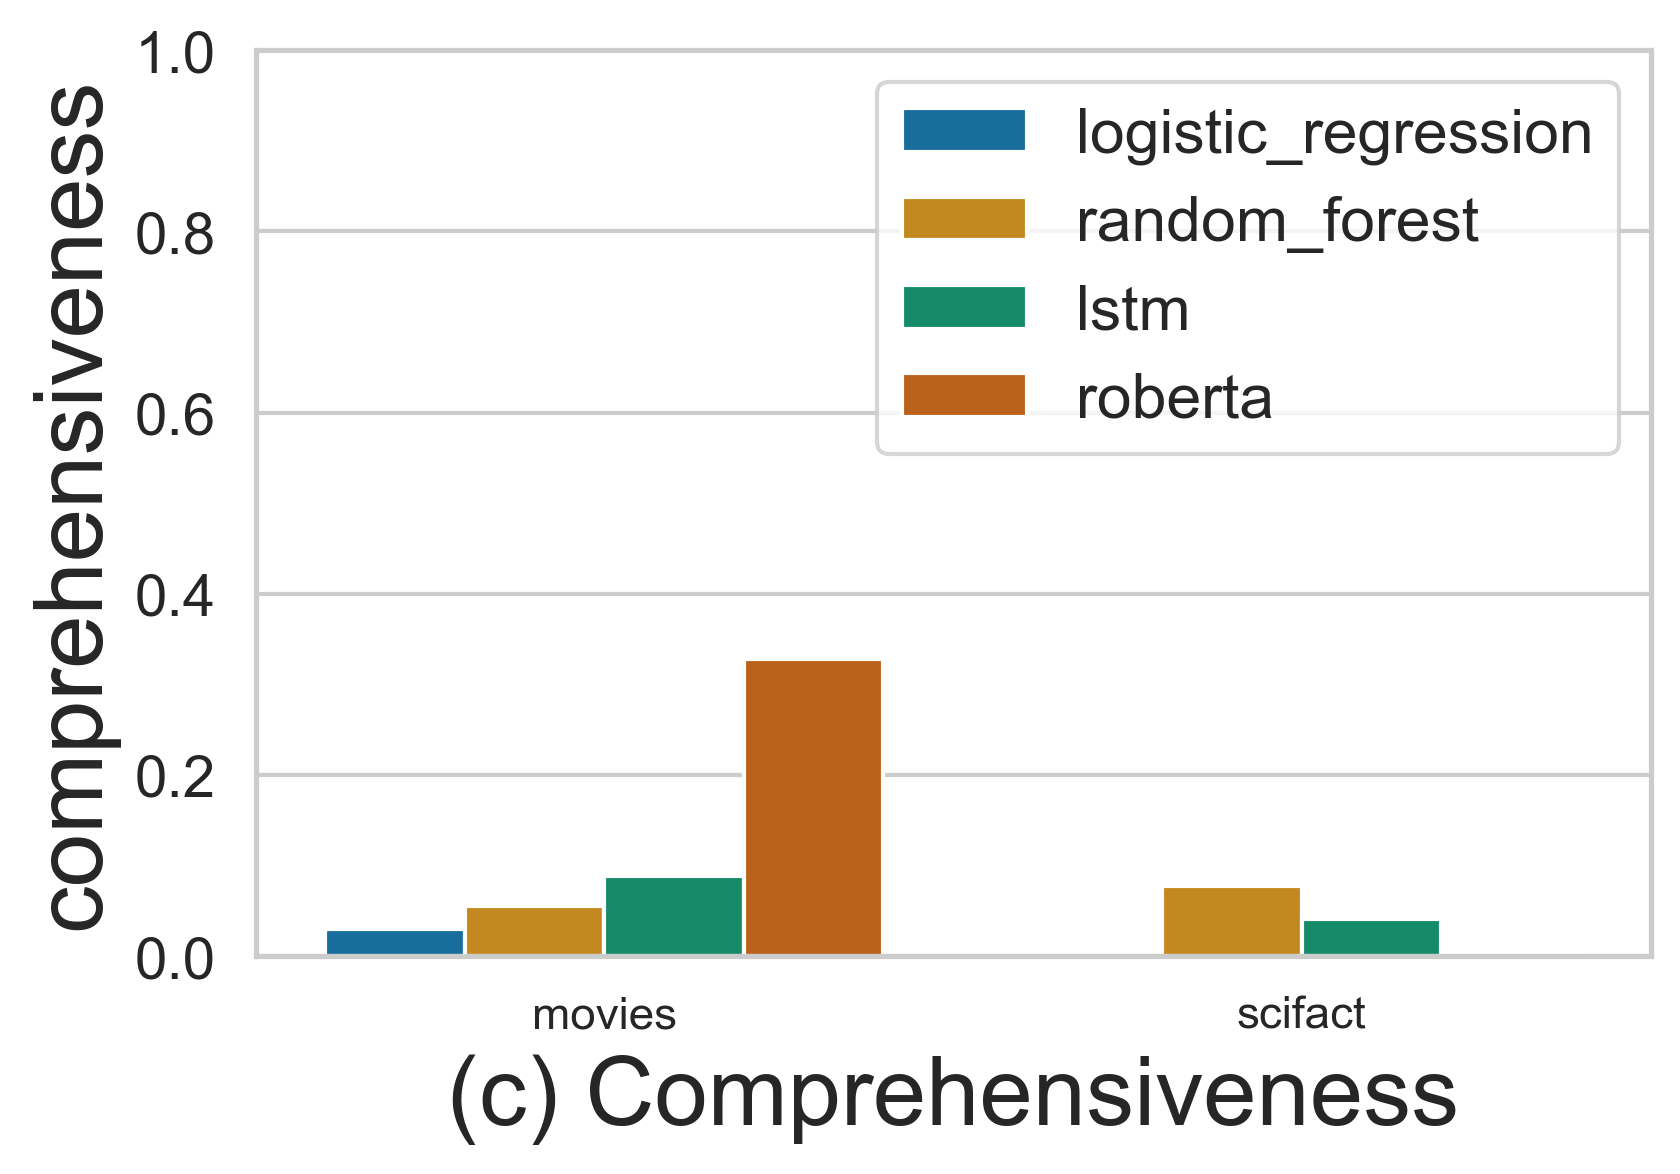 comprehensiveness
1.0
0.8
0.6
0.4
0.2
0.0
logistic_regression
random_forest
lstm
roberta
movies
scifact
(c) Comprehensiveness